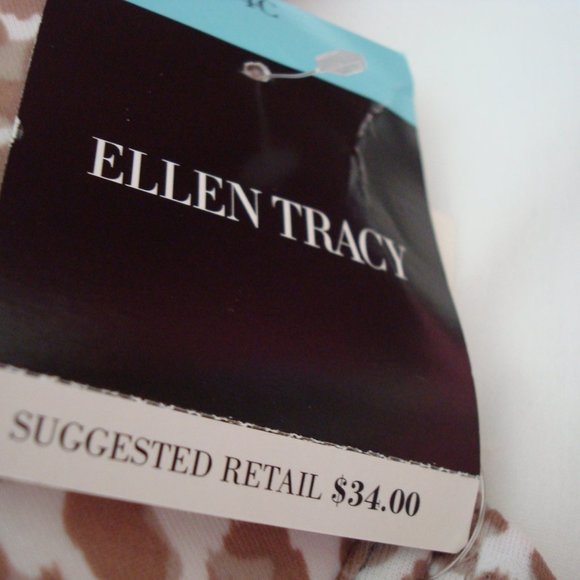 ELLEN TRACY
SUGGESTED RETAIL $34.00